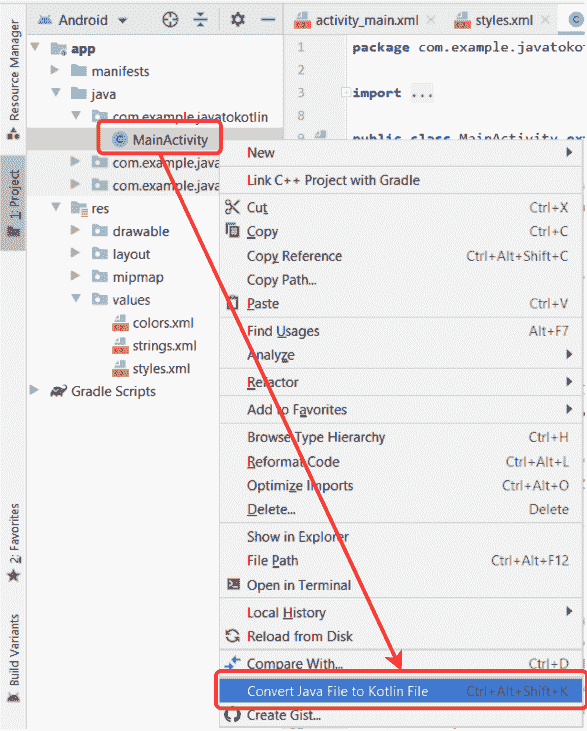 Android
activity_main.xml
styles.xml
Resource Manager
1: Project
2: Favorites
Build Variants
app
manifests
java
com.example.javatokotlin
MainActivity
com.example.java
com.example.java
res
drawable
layout
mipmap
values
colors.xml
strings.xml
styles.xml
Gradle Scripts
1
2
3
8
9
package com.example.javatoko
import ...
public class MainActivity ex
New
Link C++ Project with Gradle
Cut Ctrl+X
Copy Ctrl+C
Copy Reference Ctrl+Alt+Shift+C
Copy Path...
Paste Ctrl+V
Find Usages Alt+F7
Analyze
Refactor
Add to Favorites
Browse Type Hierarchy Ctrl+H
Reformat Code Ctrl+Alt+L
Optimize Imports Ctrl+Alt+O
Delete... Delete
Show in Explorer
File Path Ctrl+Alt+F12
Open in Terminal
Local History
Reload from Disk
Compare With... Ctrl+D
Convert Java File to Kotlin File Ctrl+Alt+Shift+K
Create Gist...